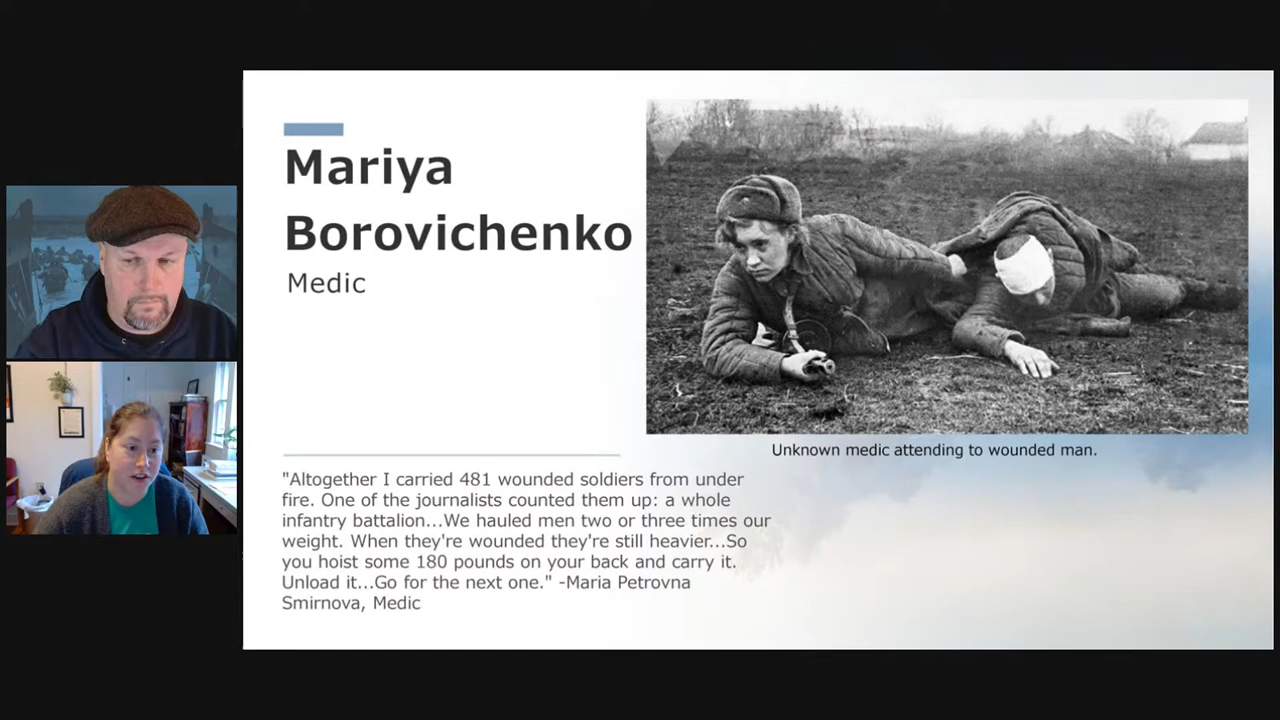 Mariya
Borovichenko
Medic
Unknown medic attending to wounded man.
"Altogether I carried 481 wounded soldiers from under
fire. One of the journalists counted them up: a whole
infantry battalion...We hauled men two or three times our
weight. When they're wounded they're still heavier...So
you hoist some 180 pounds on your back and carry it.
Unload it...Go for the next one." -Maria Petrovna
Smirnova, Medic